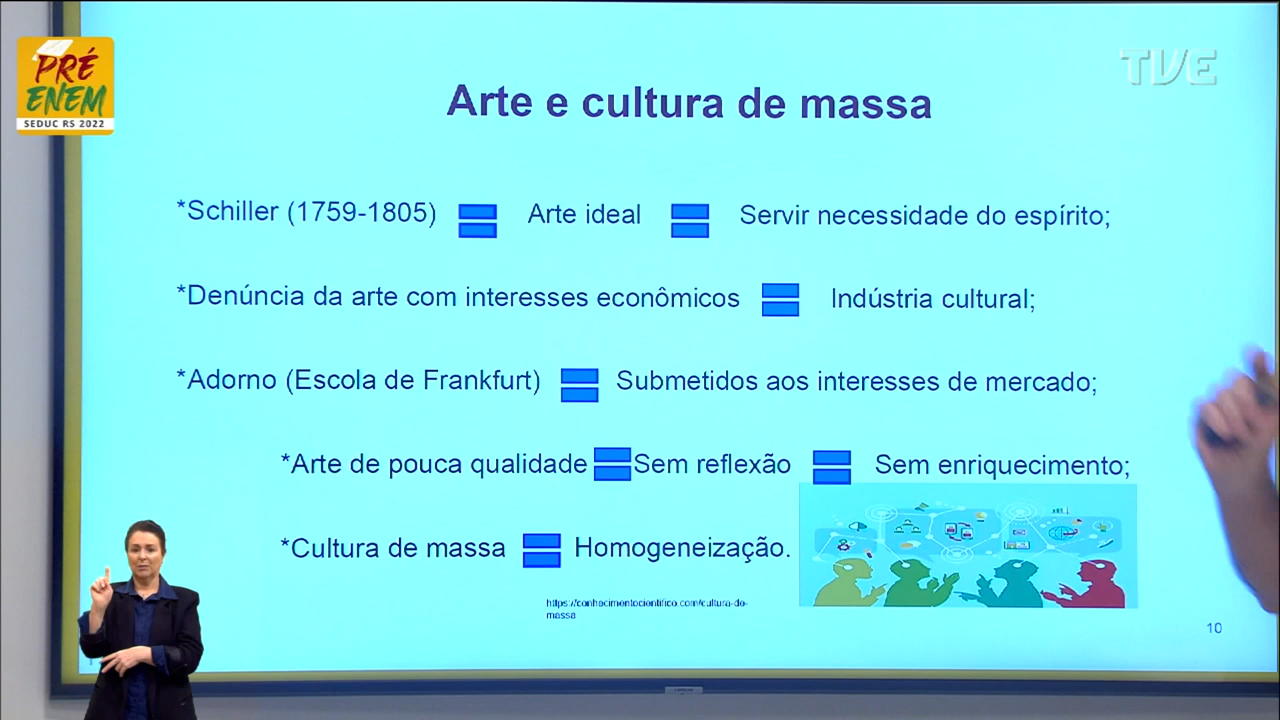 PRÉ
ENEM
SEDUC RS 2022
TVE
Arte e cultura de massa
*Schiller (1759-1805) = Arte ideal = Servir necessidade do espírito;
*Denúncia da arte com interesses econômicos = Indústria cultural;
*Adorno (Escola de Frankfurt) = Submetidos aos interesses de mercado;
*Arte de pouca qualidade = Sem reflexão = Sem enriquecimento;
*Cultura de massa = Homogeneização.
https://conhecimentocientifico.com/cultura-de-
massa
10